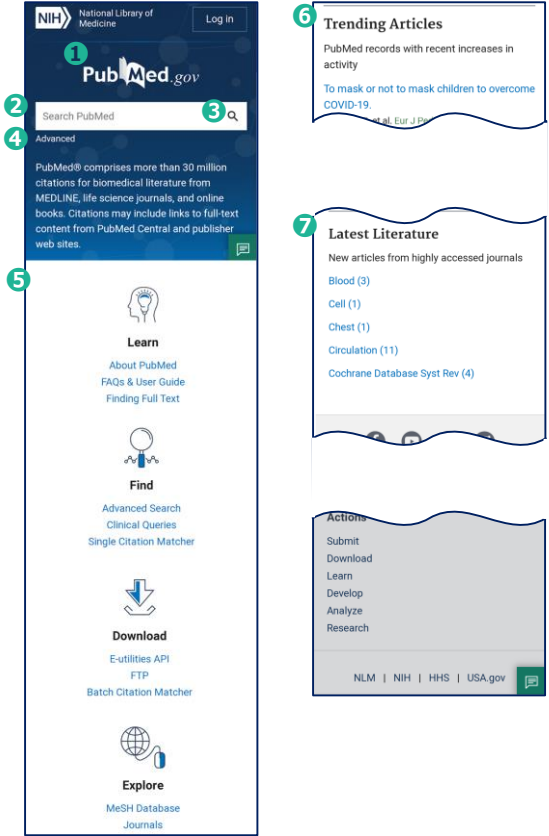 NIH National Library of
Medicine
Log in
1
PubMed.gov
2
Search PubMed
3
4
Advanced
PubMed® comprises more than 30 million
citations for biomedical literature from
MEDLINE, life science journals, and online
books. Citations may include links to full-text
content from PubMed Central and publisher
web sites.
5
Learn
About PubMed
FAQs & User Guide
Finding Full Text
Find
Advanced Search
Clinical Queries
Single Citation Matcher
Download
E-utilities API
FTP
Batch Citation Matcher
Explore
MeSH Database
Journals
6
Trending Articles
PubMed records with recent increases in
activity
To mask or not to mask children to overcome
COVID-19.
et al. Eur J
7
Latest Literature
New articles from highly accessed journals
Blood (3)
Cell (1)
Chest (1)
Circulation (11)
Cochrane Database Syst Rev (4)
Actions
Submit
Download
Learn
Develop
Analyze
Research
NLM | NIH | HHS | USA.gov